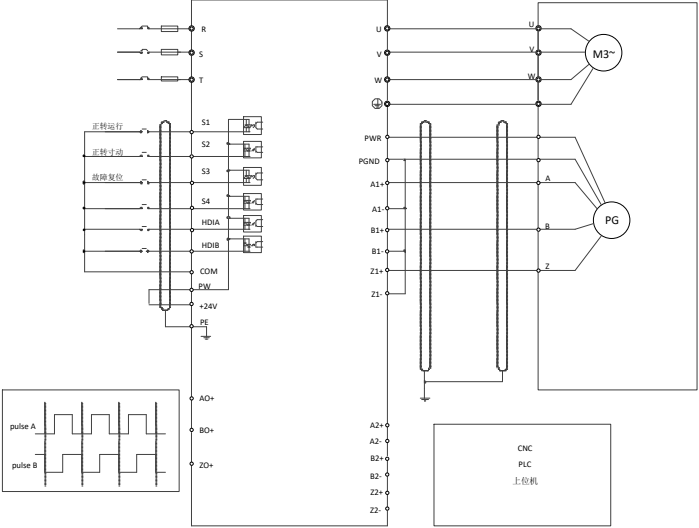 R
S
T
正转运行
S1
正转寸动
S2
故障复位
S3
S4
HDIA
HDIB
COM
PW
+24V
PE
AO+
BO+
ZO+
pulse A
pulse B
U
V
W
PWR
PGND
A1+
A1-
B1+
B1-
Z1+
Z1-
A2+
A2-
B2+
B2-
Z2+
Z2-
U
V
W
M3~
A
B
Z
PG
CNC
PLC
上位机